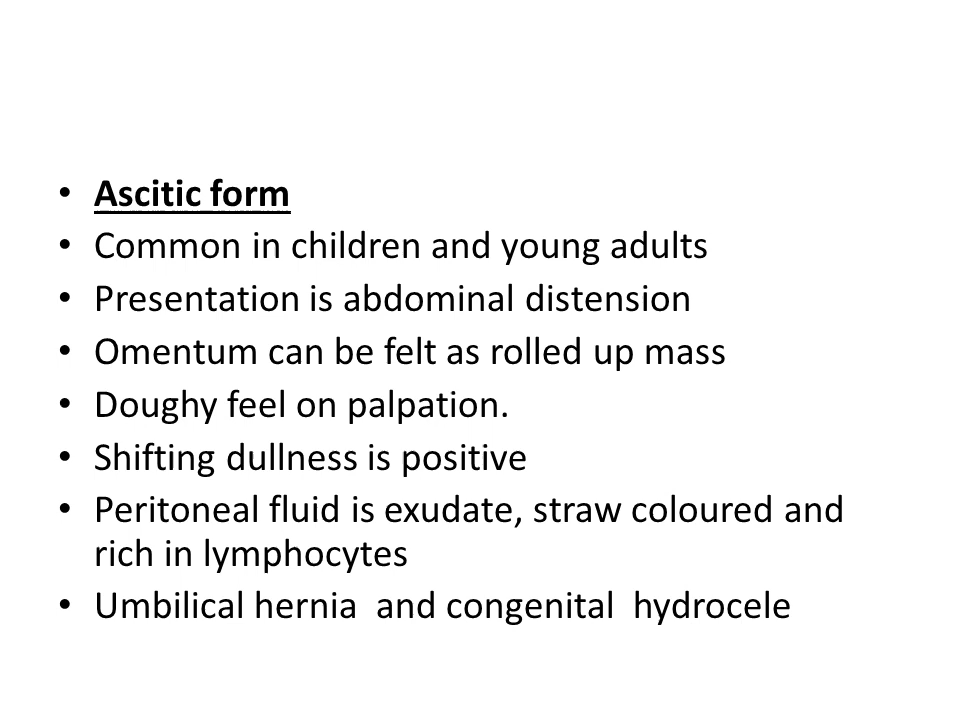 • Ascitic form
• Common in children and young adults
• Presentation is abdominal distension
• Omentum can be felt as rolled up mass
• Doughy feel on palpation.
• Shifting dullness is positive
• Peritoneal fluid is exudate, straw coloured and
rich in lymphocytes
• Umbilical hernia  and congenital  hydrocele